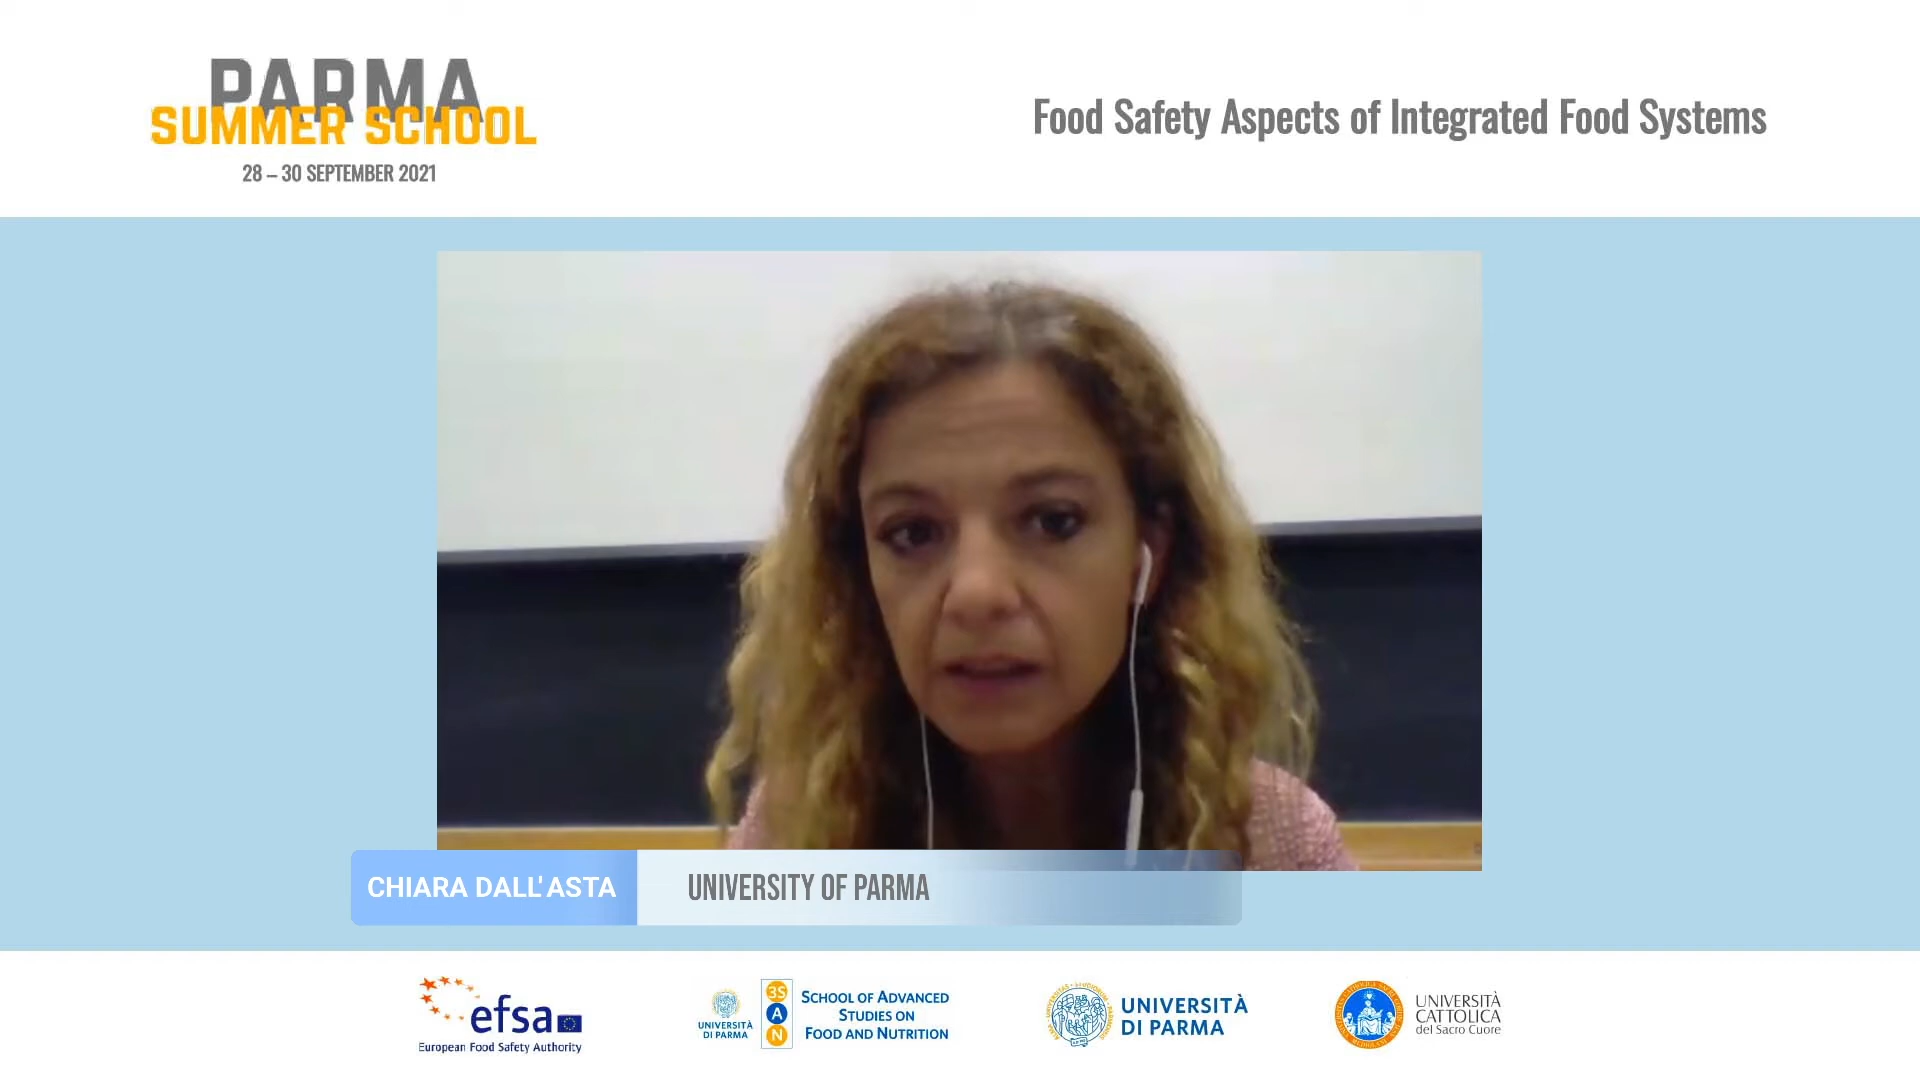 PARMA
SUMMER SCHOOL
28 – 30 SEPTEMBER 2021
Food Safety Aspects of Integrated Food Systems
CHIARA DALL'ASTA
UNIVERSITY OF PARMA
efsa
European Food Safety Authority
UNIVERSITÀ
DI PARMA
3S
A
N
SCHOOL OF ADVANCED
STUDIES ON
FOOD AND NUTRITION
UNIVERSITÀ
DI PARMA
UNIVERSITÀ
CATTOLICA
del Sacro Cuore